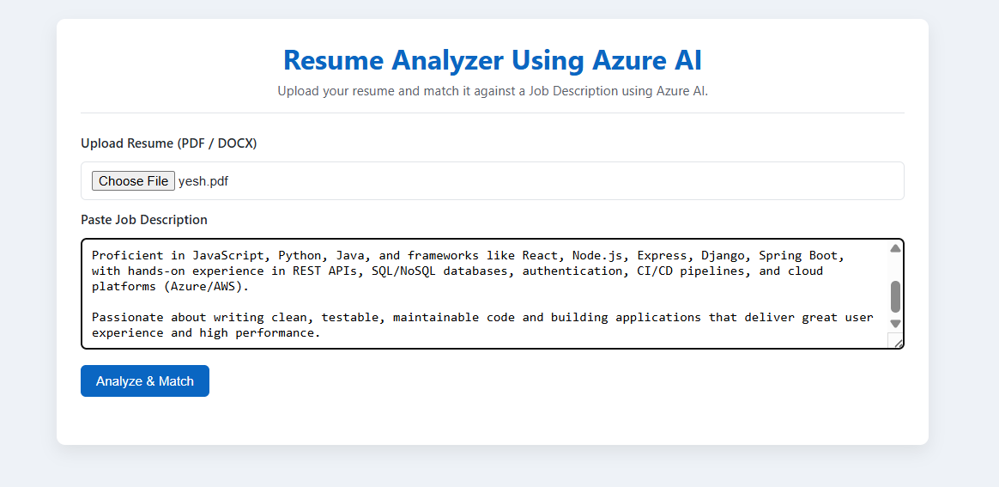 Resume Analyzer Using Azure AI
Upload your resume and match it against a Job Description using Azure AI.
Upload Resume (PDF / DOCX)
Choose File yesh.pdf
Paste Job Description
Proficient in JavaScript, Python, Java, and frameworks like React, Node.js, Express, Django, Spring Boot,
with hands-on experience in REST APIs, SQL/NoSQL databases, authentication, CI/CD pipelines, and cloud
platforms (Azure/AWS).
Passionate about writing clean, testable, maintainable code and building applications that deliver great user
experience and high performance.
Analyze & Match